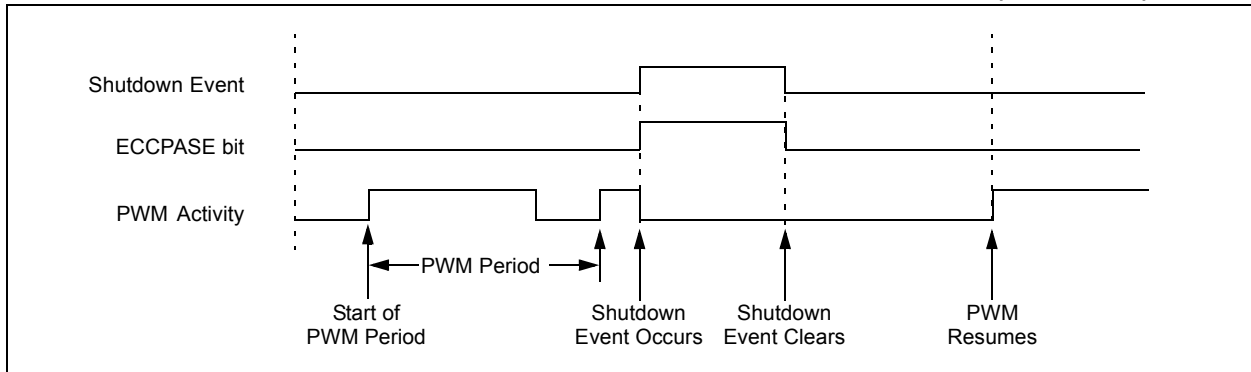 Shutdown Event
ECCPASE bit
PWM Activity
PWM Period
Start of
PWM Period
Shutdown
Event Occurs
Shutdown
Event Clears
PWM
Resumes